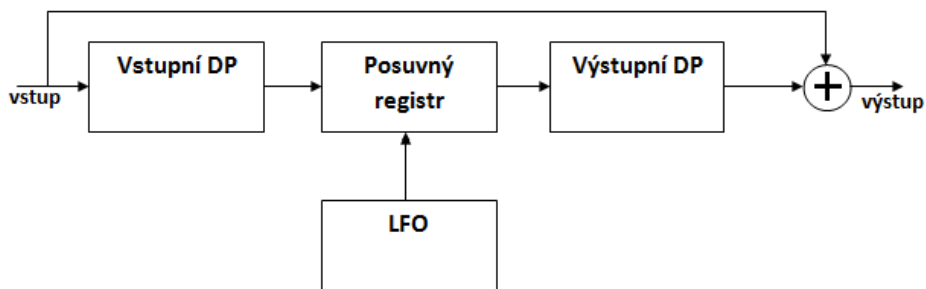 Vstupní DP
Posuvný
registr
Výstupní DP
vstup
+
výstup
LFO